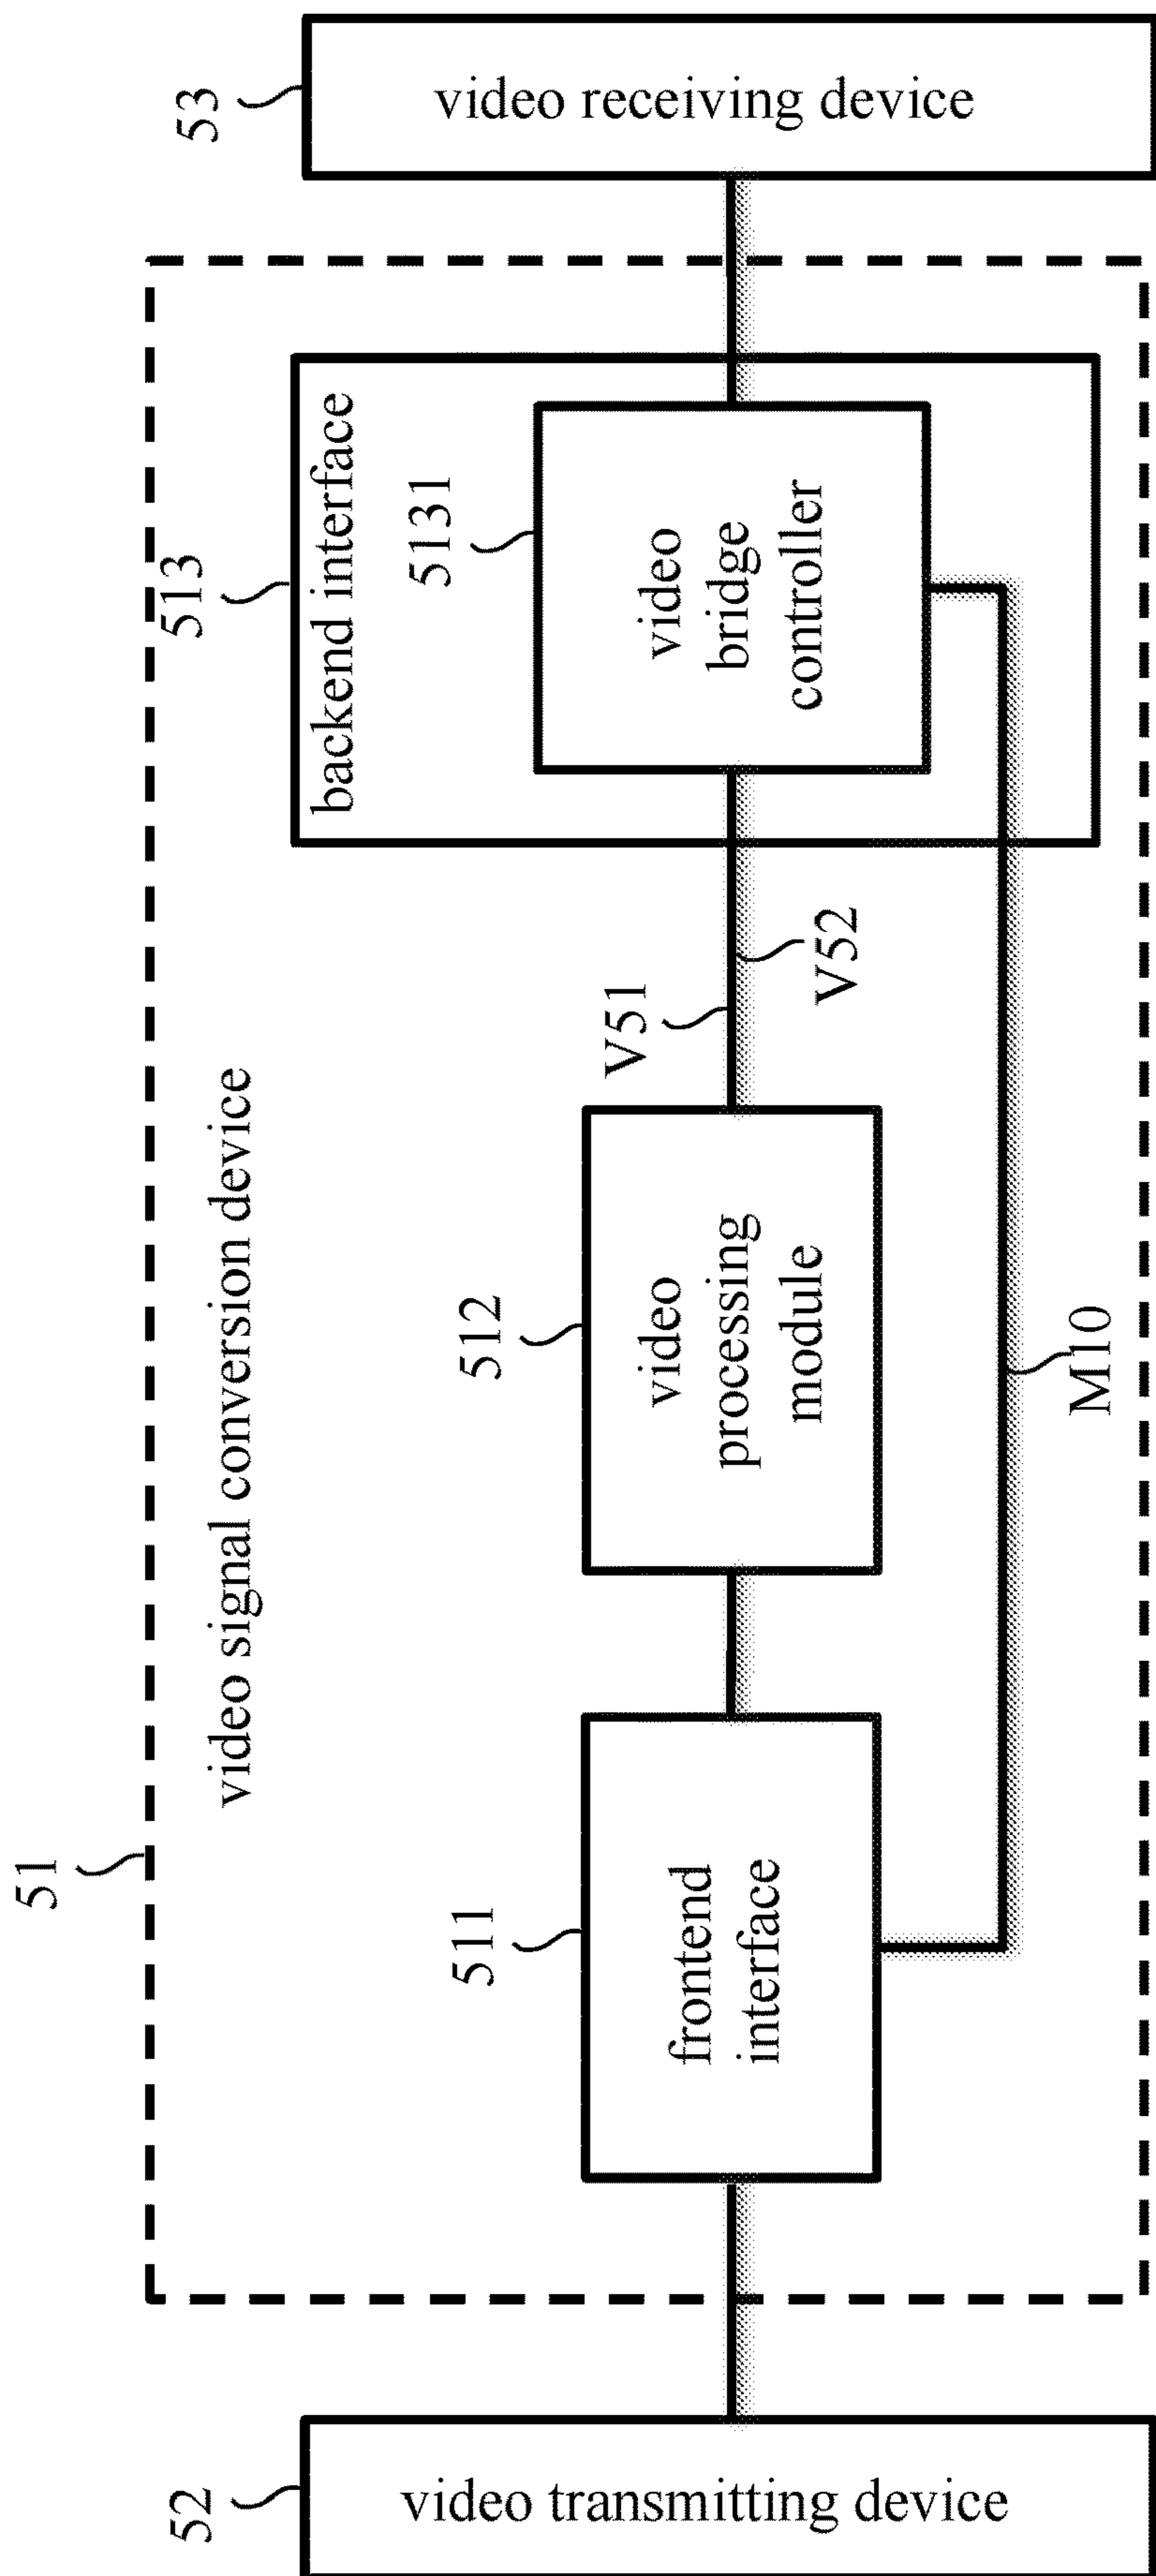 53
video receiving device
513
backend interface
5131
video
bridge
controller
V51
V52
video signal conversion device
512
video
processing
module
M10
51
511
frontend
interface
52
video transmitting device